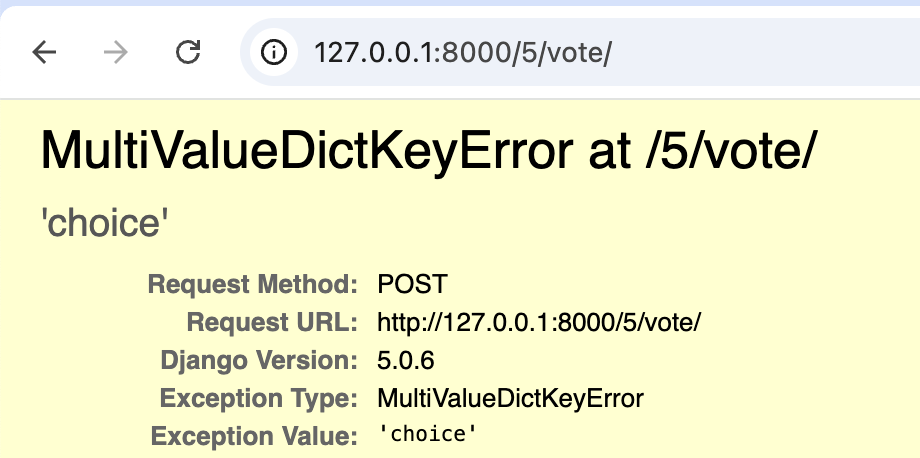 127.0.0.1:8000/5/vote/
MultiValueDictKeyError at /5/vote/
'choice'
Request Method: POST
Request URL: http://127.0.0.1:8000/5/vote/
Django Version: 5.0.6
Exception Type: MultiValueDictKeyError
Exception Value: 'choice'